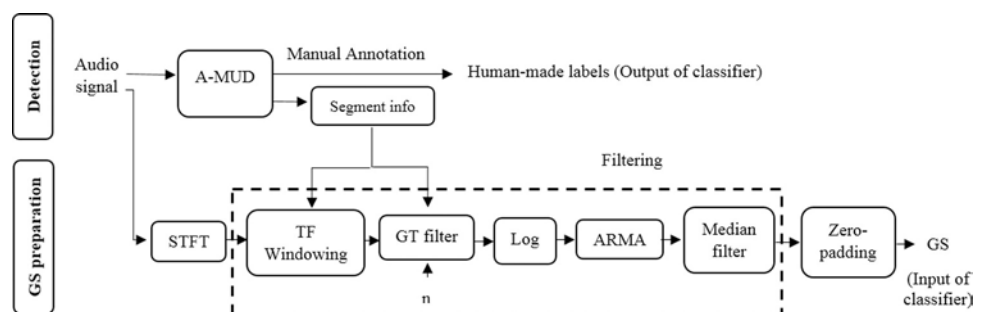 Detection
Audio
signal
A-MUD
Manual Annotation
Human-made labels (Output of classifier)
Segment info
GS preparation
Filtering
STFT
TF
Windowing
GT filter
Log
ARMA
Median
filter
Zero-
padding
GS
(Input of
classifier)
n